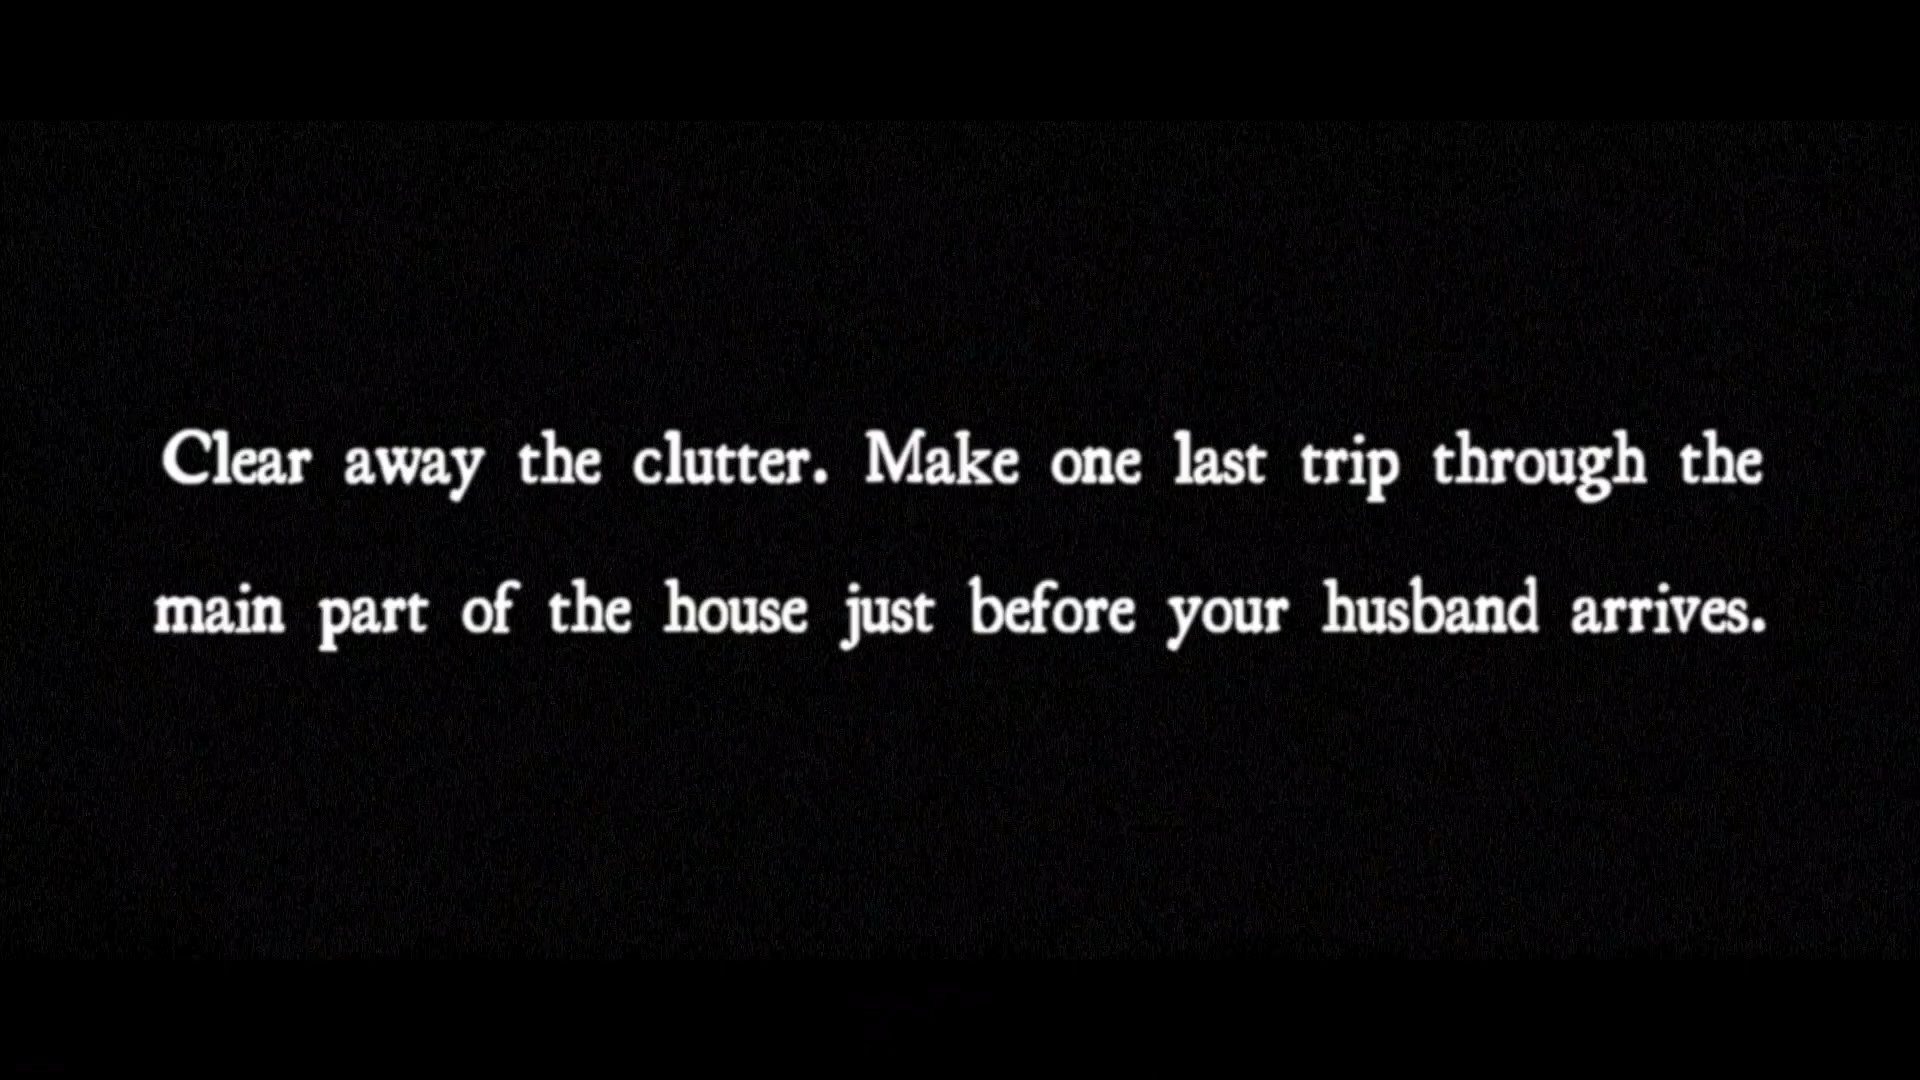 Clear away the clutter. Make one last trip through the
main part of the house just before your husband arrives.